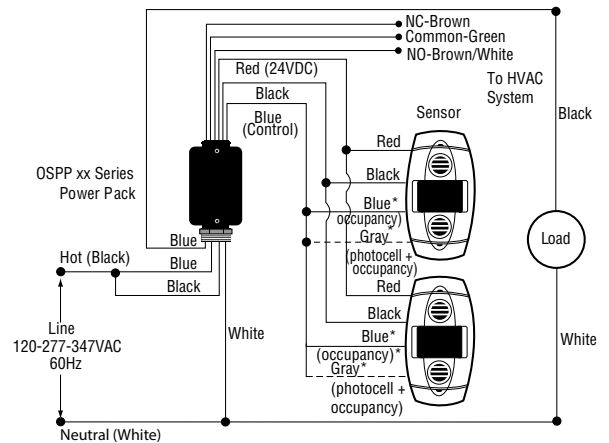 NC-Brown
Common-Green
NO-Brown/White
Red (24VDC)
To HVAC
System
Black
Blue
(Control)
Sensor
Black
Red
OSPP xx Series
Power Pack
Black
Blue*
occupancy)
Gray*
(photocell +
occupancy)
Blue
Hot (Black)
Blue
Black
Load
Red
Black
Line
120-277-347VAC
60Hz
White
Blue*
(occupancy)*
Gray*
(photocell +
occupancy)
White
Neutral (White)